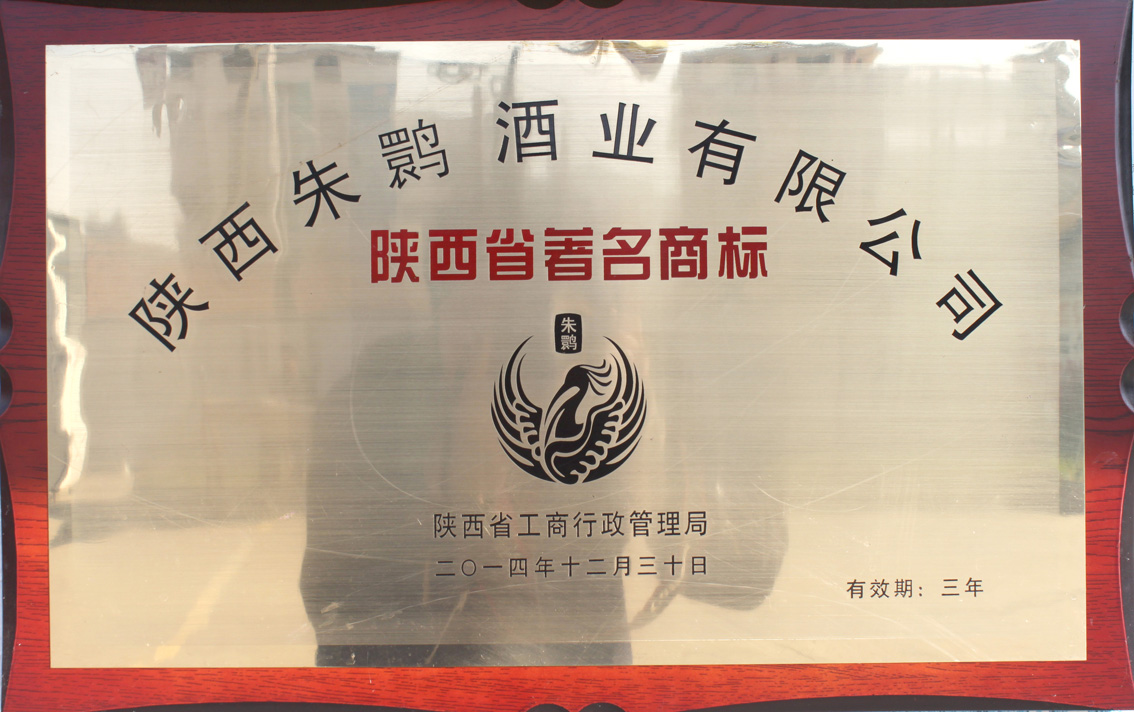 陕西朱鹮酒业有限公司
陕西省著名商标
朱鹮
陕西省工商行政管理局
二〇一四年十二月三十日
有效期：三年